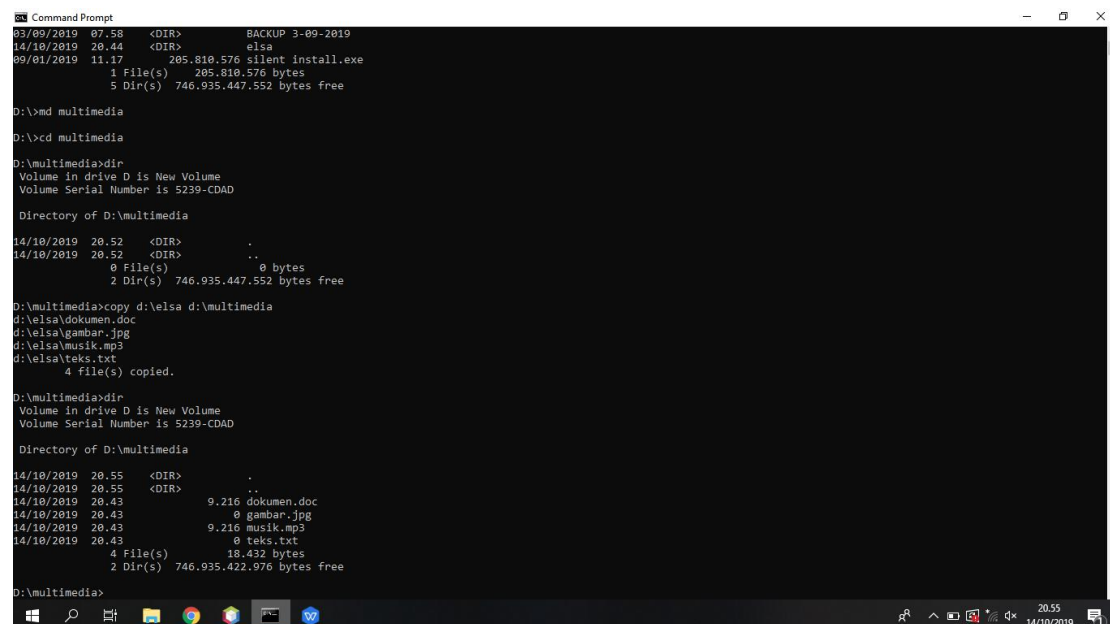 Command Prompt
03/09/2019  07.58    <DIR>          BACKUP 3-09-2019
14/10/2019  20.44    <DIR>          elsa
09/01/2019  11.17       205.810.576 silent install.exe
               1 File(s)    205.810.576 bytes
               5 Dir(s)  746.935.447.552 bytes free
D:\>md multimedia
D:\>cd multimedia
D:\multimedia>dir
 Volume in drive D is New Volume
 Volume Serial Number is 5239-CDAD
 Directory of D:\multimedia
14/10/2019  20.52    <DIR>          .
14/10/2019  20.52    <DIR>          ..
               0 File(s)              0 bytes
               2 Dir(s)  746.935.447.552 bytes free
D:\multimedia>copy d:\elsa d:\multimedia
d:\elsa\dokumen.doc
d:\elsa\gambar.jpg
d:\elsa\musik.mp3
d:\elsa\teks.txt
        4 file(s) copied.
D:\multimedia>dir
 Volume in drive D is New Volume
 Volume Serial Number is 5239-CDAD
 Directory of D:\multimedia
14/10/2019  20.55    <DIR>          .
14/10/2019  20.55    <DIR>          ..
14/10/2019  20.43             9.216 dokumen.doc
14/10/2019  20.43                 0 gambar.jpg
14/10/2019  20.43             9.216 musik.mp3
14/10/2019  20.43                 0 teks.txt
               4 File(s)         18.432 bytes
               2 Dir(s)  746.935.422.976 bytes free
D:\multimedia>
20.55
14/10/2019